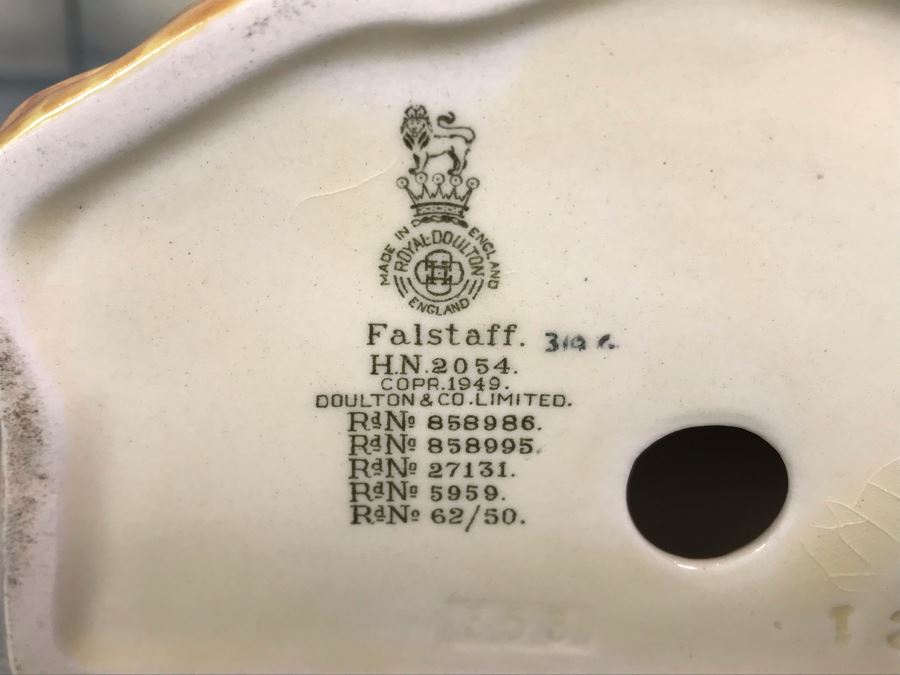 MADE IN ENGLAND
ROYAL·DOULTON
ENGLAND
Falstaff.
H.N.2054.
COPR.1949.
DOULTON & CO.LIMITED.
RdNo 858986.
RdNo 858995.
RdNo 27131.
RdNo 5959.
RdNo 62/50.